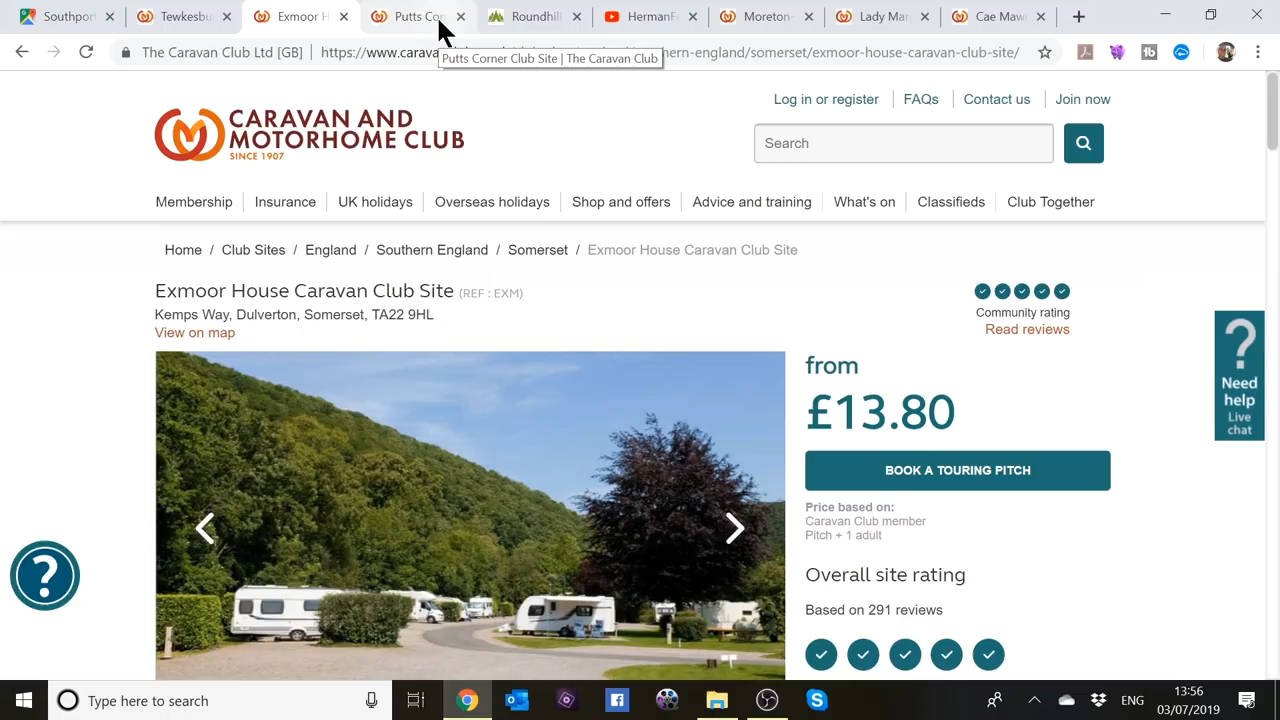 Southport
Tewkesbu
Exmoor H
Putts Corn
Roundhill
HermanFe
Moreton-
Lady Mar
Cae Maw
The Caravan Club Ltd [GB] | https://www.carava
hern-england/somerset/exmoor-house-caravan-club-site/
Putts Corner Club Site | The Caravan Club
Log in or register
FAQs
Contact us
Join now
CARAVAN AND
MOTORHOME CLUB
SINCE 1907
Search
Membership
Insurance
UK holidays
Overseas holidays
Shop and offers
Advice and training
What's on
Classifieds
Club Together
Home / Club Sites / England / Southern England / Somerset / Exmoor House Caravan Club Site
Exmoor House Caravan Club Site (REF : EXM)
Kemps Way, Dulverton, Somerset, TA22 9HL
View on map
Community rating
Read reviews
from
£13.80
BOOK A TOURING PITCH
Price based on:
Caravan Club member
Pitch + 1 adult
Overall site rating
Based on 291 reviews
?
Need
help
Live
chat
?
Type here to search
ENG
13:56
03/07/2019